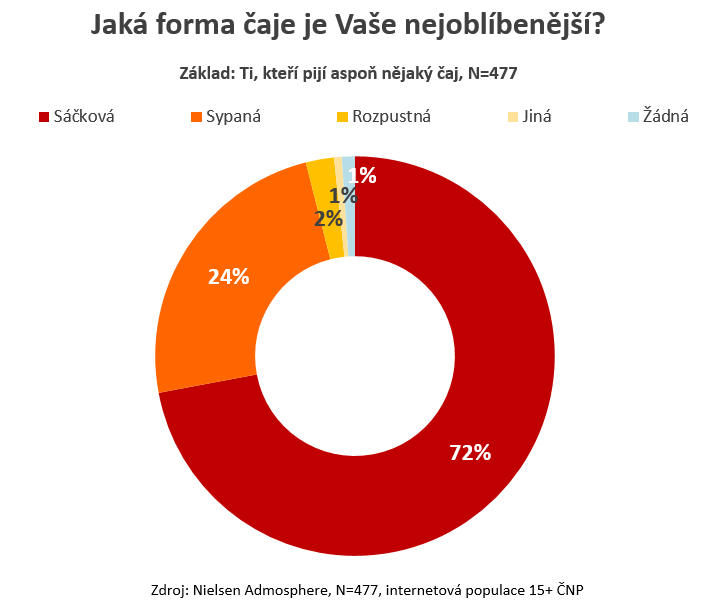 Jaká forma čaje je Vaše nejoblíbenější?
Základ: Ti, kteří pijí aspoň nějaký čaj, N=477
Sáčková Sypaná Rozpustná Jiná Žádná
1%
1%
2%
24%
72%
Zdroj: Nielsen Admosphere, N=477, internetová populace 15+ ČNP